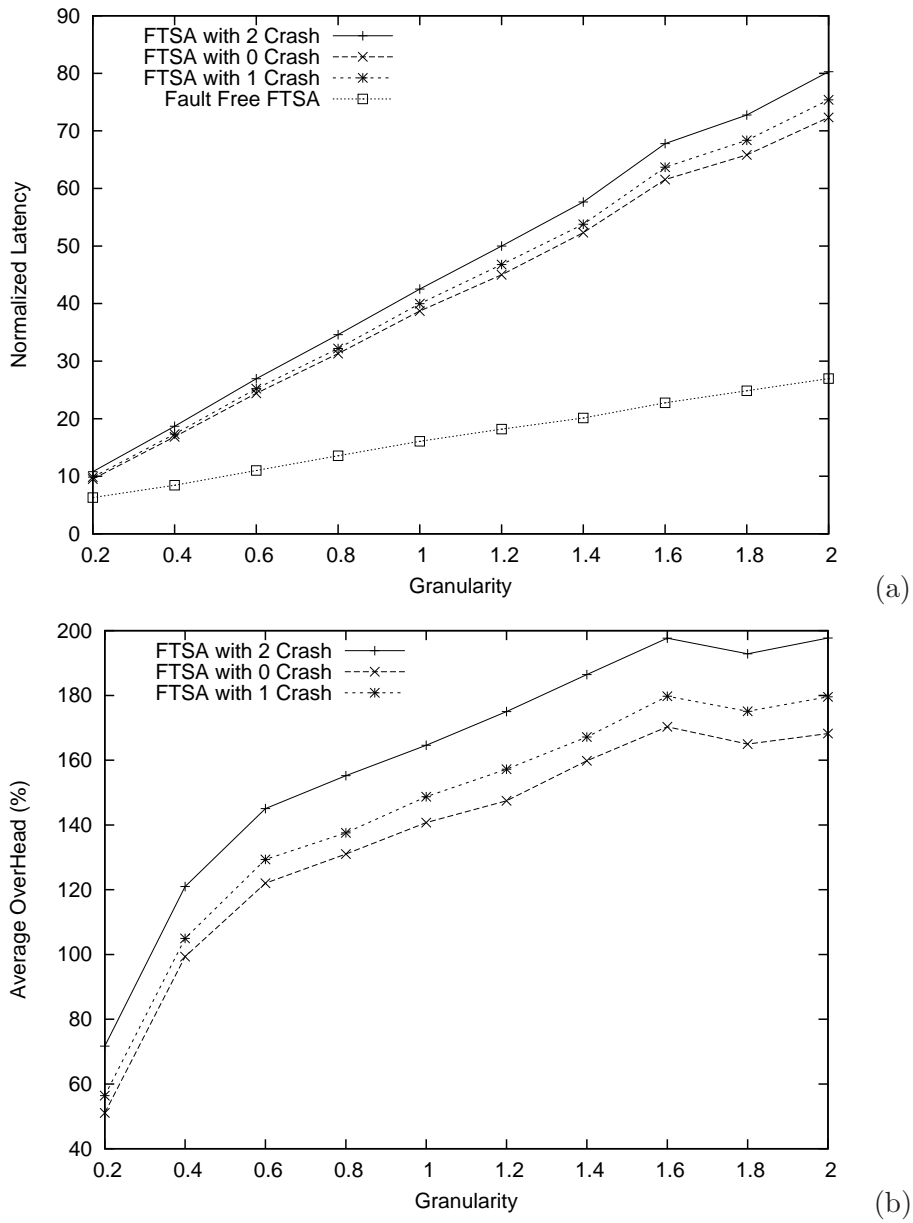 90
80
70
60
50
40
30
20
10
0
Normalized Latency
FTSA with 2 Crash
FTSA with 0 Crash
FTSA with 1 Crash
Fault Free FTSA
0.2 0.4 0.6 0.8 1 1.2 1.4 1.6 1.8 2
Granularity
(a)
200
180
160
140
120
100
80
60
40
Average OverHead (%)
FTSA with 2 Crash
FTSA with 0 Crash
FTSA with 1 Crash
0.2 0.4 0.6 0.8 1 1.2 1.4 1.6 1.8 2
Granularity
(b)